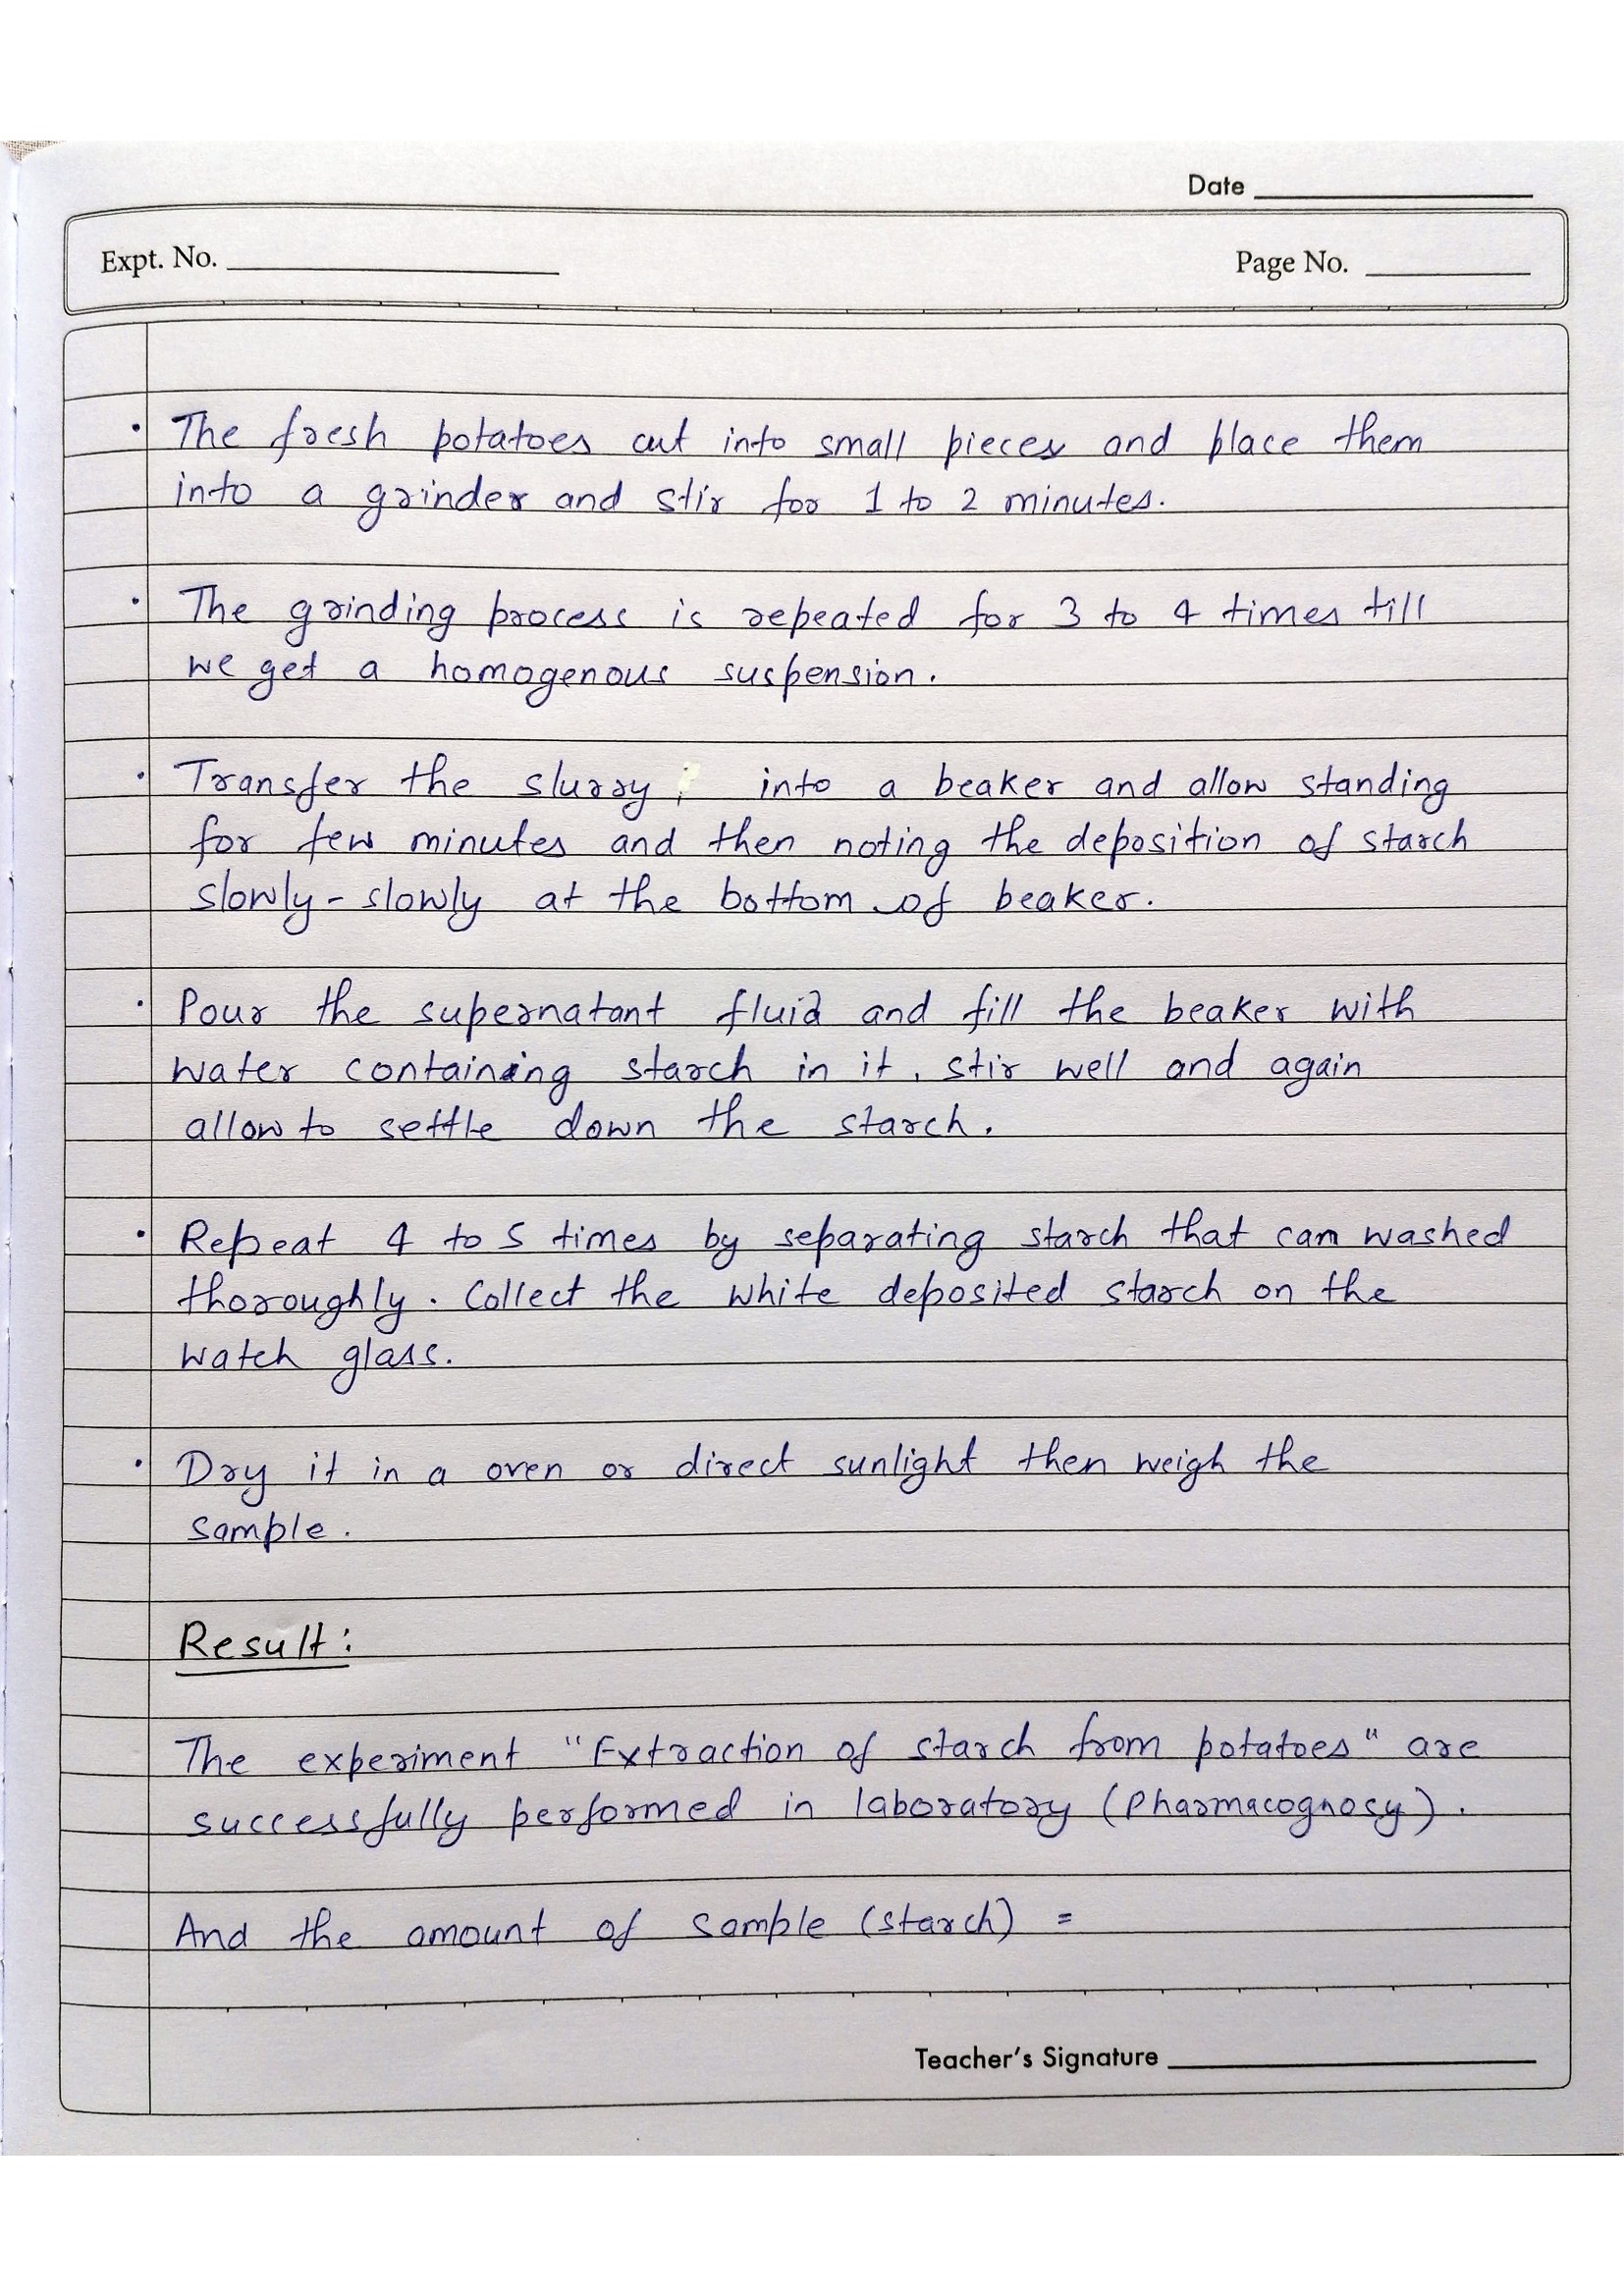 Date
Expt. No.
Page No.
• The fresh potatoes cut into small pieces and place them
into a grinder and stir for 1 to 2 minutes.
• The grinding process is repeated for 3 to 4 times till
we get a homogenous suspension.
• Transfer the slurry into a beaker and allow standing
for few minutes and then noting the deposition of starch
slowly-slowly at the bottom of beaker.
• Pour the supernatant fluid and fill the beaker with
water containing starch in it, stir well and again
allow to settle down the starch.
• Repeat 4 to 5 times by separating starch that can washed
thoroughly. Collect the white deposited starch on the
watch glass.
• Dry it in a oven or direct sunlight then weigh the
sample.
Result:
The experiment "Extraction of starch from potatoes" are
successfully performed in laboratory (Pharmacognosy).
And the amount of sample (starch) =
Teacher's Signature